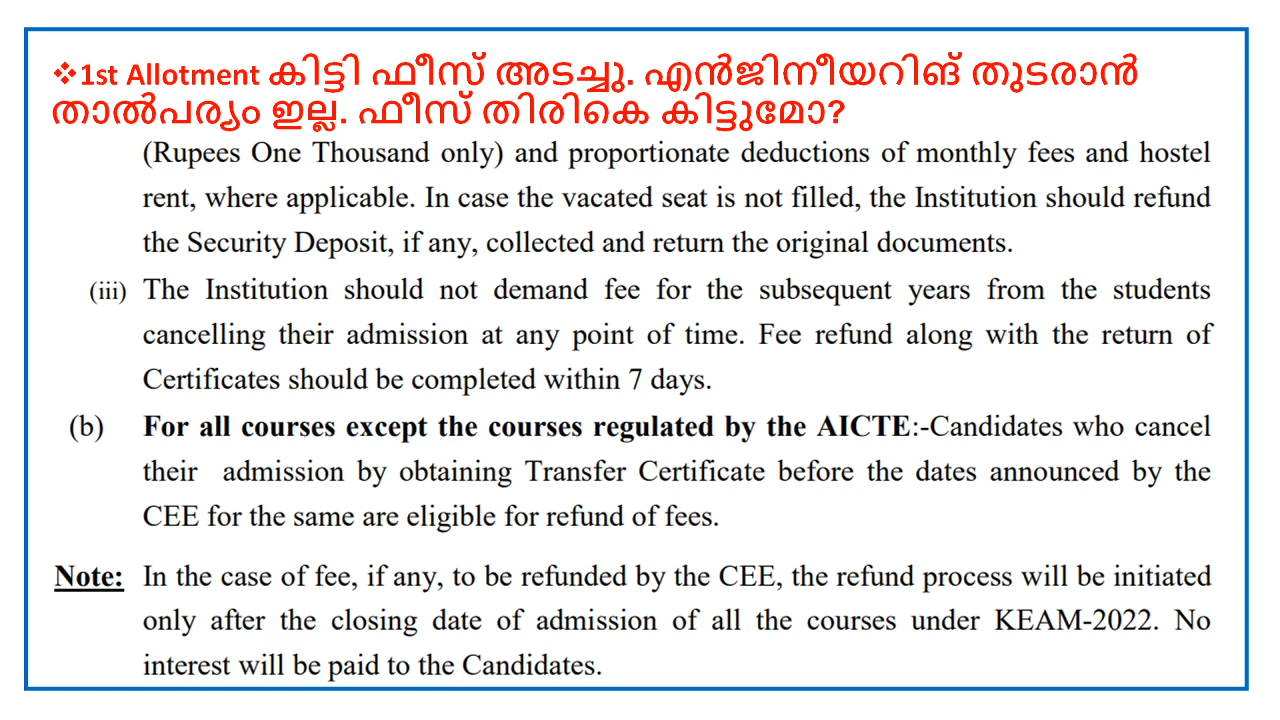 ❖1st Allotment കിട്ടി ഫീസ് അടച്ചു. എൻജിനീയറിങ് തുടരാൻ
താൽപര്യം ഇല്ല. ഫീസ് തിരികെ കിട്ടുമോ?
(Rupees One Thousand only) and proportionate deductions of monthly fees and hostel
rent, where applicable. In case the vacated seat is not filled, the Institution should refund
the Security Deposit, if any, collected and return the original documents.
(iii) The Institution should not demand fee for the subsequent years from the students
cancelling their admission at any point of time. Fee refund along with the return of
Certificates should be completed within 7 days.
(b) For all courses except the courses regulated by the AICTE:-Candidates who cancel
their admission by obtaining Transfer Certificate before the dates announced by the
CEE for the same are eligible for refund of fees.
Note: In the case of fee, if any, to be refunded by the CEE, the refund process will be initiated
only after the closing date of admission of all the courses under KEAM-2022. No
interest will be paid to the Candidates.